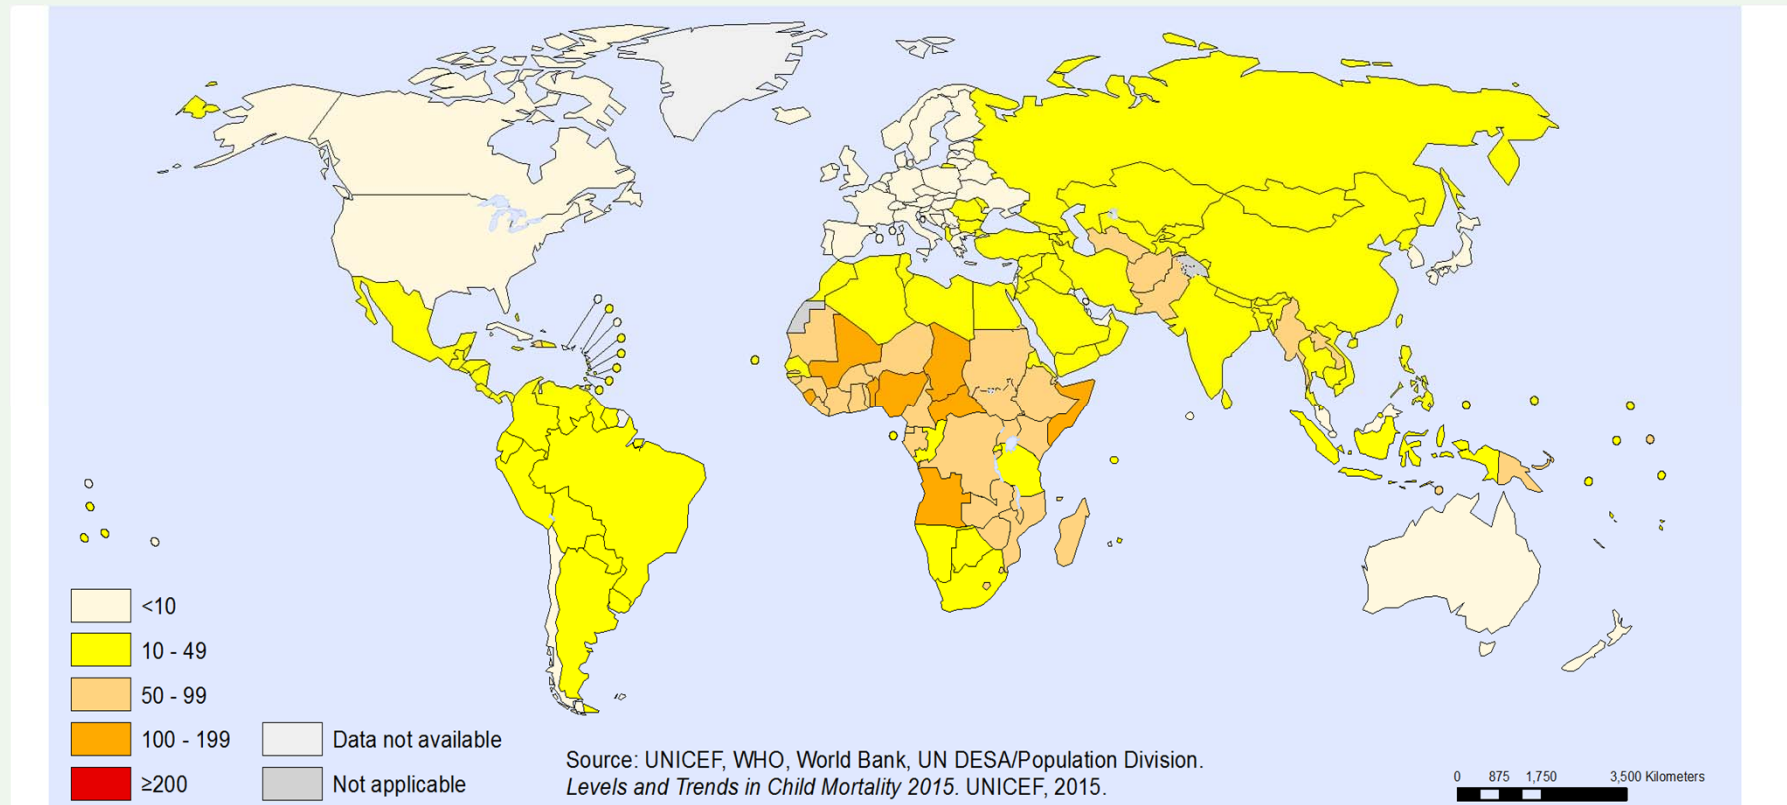 <10
10 - 49
50 - 99
100 - 199
≥200
Data not available
Not applicable
Source: UNICEF, WHO, World Bank, UN DESA/Population Division.
Levels and Trends in Child Mortality 2015. UNICEF, 2015.
0 875 1,750 3,500 Kilometers